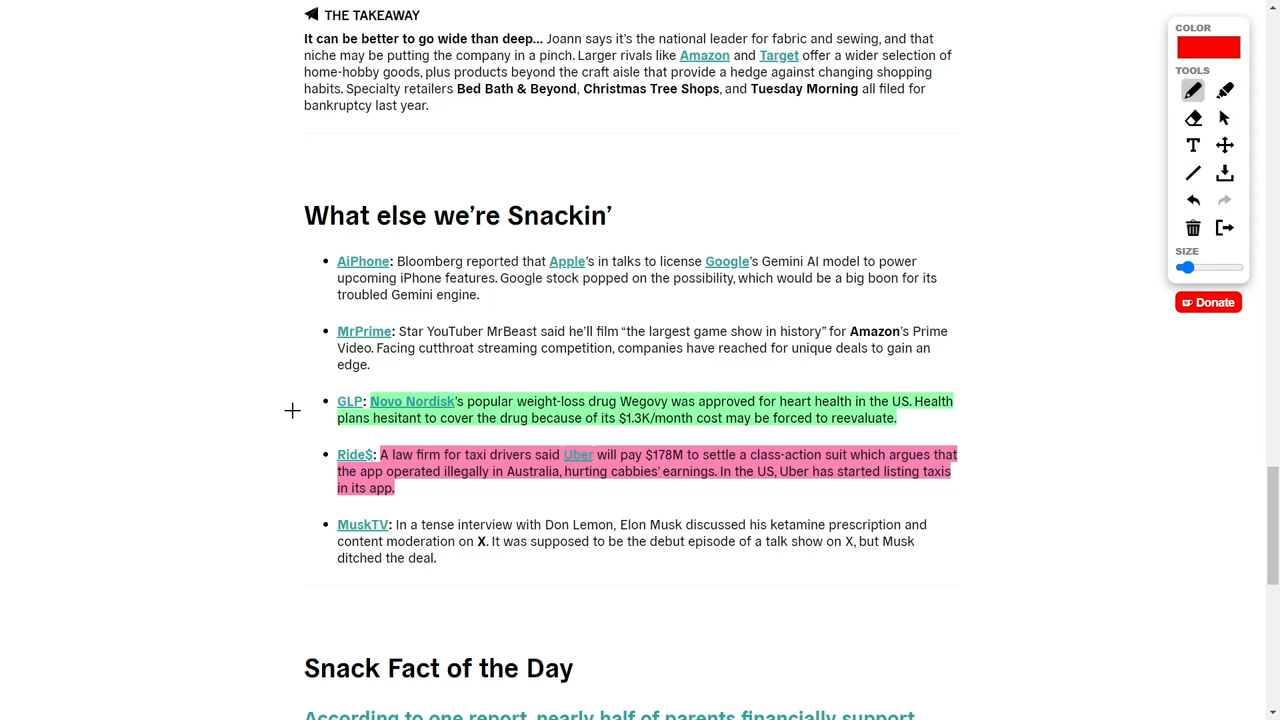 THE TAKEAWAY
It can be better to go wide than deep... Joann says it's the national leader for fabric and sewing, and that
niche may be putting the company in a pinch. Larger rivals like Amazon and Target offer a wider selection of
home-hobby goods, plus products beyond the craft aisle that provide a hedge against changing shopping
habits. Specialty retailers Bed Bath & Beyond, Christmas Tree Shops, and Tuesday Morning all filed for
bankruptcy last year.
What else we're Snackin'
• AiPhone: Bloomberg reported that Apple's in talks to license Google's Gemini AI model to power
upcoming iPhone features. Google stock popped on the possibility, which would be a big boon for its
troubled Gemini engine.
• MrPrime: Star YouTuber MrBeast said he'll film “the largest game show in history” for Amazon's Prime
Video. Facing cutthroat streaming competition, companies have reached for unique deals to gain an
edge.
• GLP: Novo Nordisk's popular weight-loss drug Wegovy was approved for heart health in the US. Health
plans hesitant to cover the drug because of its $1.3K/month cost may be forced to reevaluate.
• Ride$: A law firm for taxi drivers said Uber will pay $178M to settle a class-action suit which argues that
the app operated illegally in Australia, hurting cabbies' earnings. In the US, Uber has started listing taxis
in its app.
• MuskTV: In a tense interview with Don Lemon, Elon Musk discussed his ketamine prescription and
content moderation on X. It was supposed to be the debut episode of a talk show on X, but Musk
ditched the deal.
Snack Fact of the Day
According to one report, nearly half of parents financially support
COLOR
TOOLS
T
SIZE
Donate